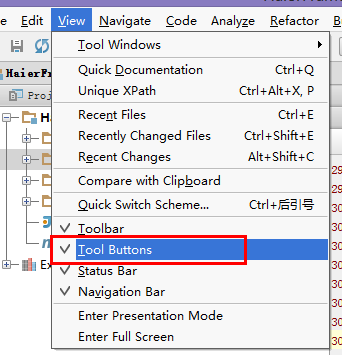 Edit View Navigate Code Analyze Refactor
Tool Windows
Quick Documentation Ctrl+Q
Unique XPath Ctrl+Alt+X, P
Recent Files Ctrl+E
Recently Changed Files Ctrl+Shift+E
Recent Changes Alt+Shift+C
Compare with Clipboard
Quick Switch Scheme... Ctrl+后引号
Toolbar
Tool Buttons
Status Bar
Navigation Bar
Enter Presentation Mode
Enter Full Screen